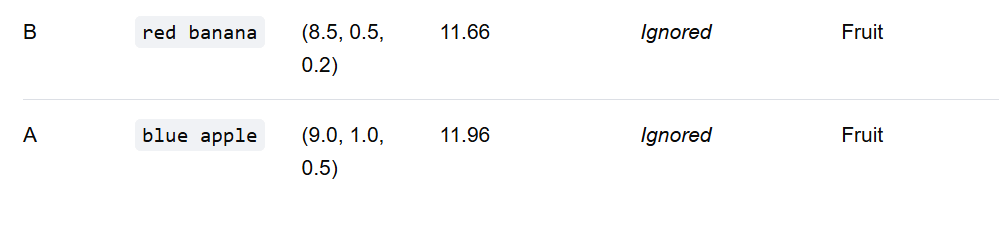 B red banana (8.5, 0.5, 0.2) 11.66 Ignored Fruit
A blue apple (9.0, 1.0, 0.5) 11.96 Ignored Fruit